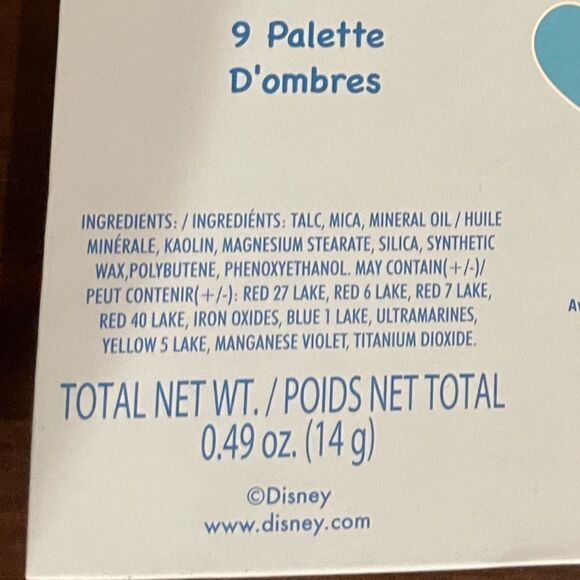 9 Palette
D'ombres
INGREDIENTS: / INGREDIÉNTS: TALC, MICA, MINERAL OIL / HUILE
MINÉRALE, KAOLIN, MAGNESIUM STEARATE, SILICA, SYNTHETIC
WAX,POLYBUTENE, PHENOXYETHANOL. MAY CONTAIN(+/-)/
PEUT CONTENIR(+/-): RED 27 LAKE, RED 6 LAKE, RED 7 LAKE,
RED 40 LAKE, IRON OXIDES, BLUE 1 LAKE, ULTRAMARINES,
YELLOW 5 LAKE, MANGANESE VIOLET, TITANIUM DIOXIDE.
TOTAL NET WT. / POIDS NET TOTAL
0.49 oz. (14 g)
©Disney
www.disney.com